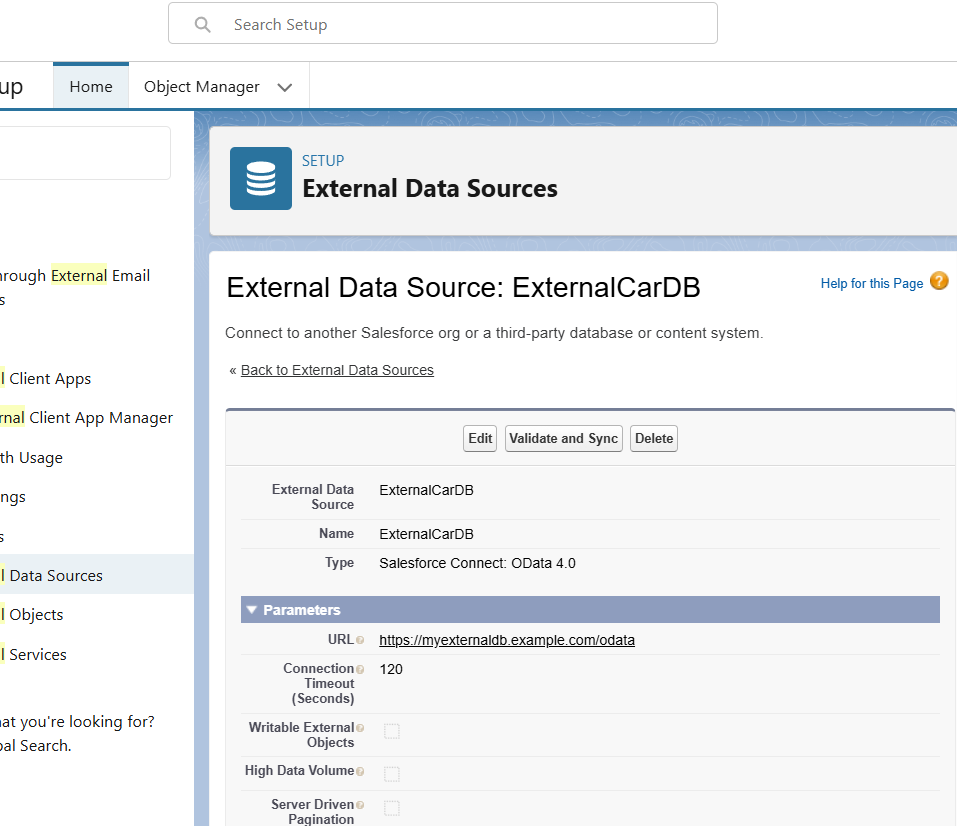 Search Setup
up
Home
Object Manager
SETUP
External Data Sources
hrough External Email
s
l Client Apps
rnal Client App Manager
th Usage
ngs
s
l Data Sources
l Objects
l Services
at you're looking for?
bal Search.
External Data Source: ExternalCarDB
Help for this Page ?
Connect to another Salesforce org or a third-party database or content system.
« Back to External Data Sources
Edit Validate and Sync Delete
External Data
Source
ExternalCarDB
Name ExternalCarDB
Type Salesforce Connect: OData 4.0
Parameters
URL https://myexternaldb.example.com/odata
Connection
Timeout
(Seconds)
120
Writable External
Objects
High Data Volume
Server Driven
Pagination